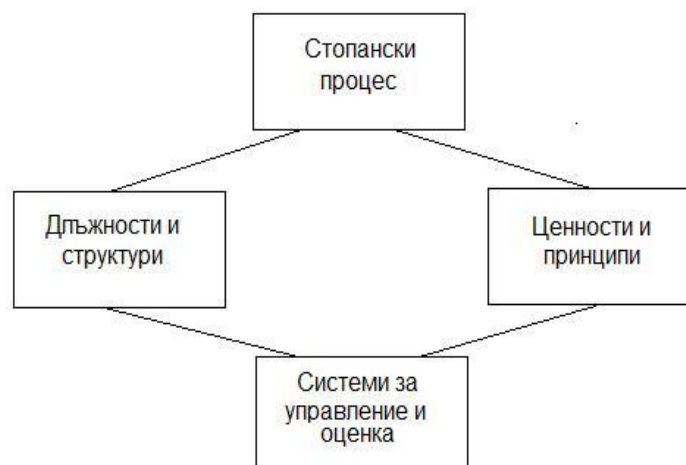 Стопански
процес
Длъжности и
структури
Ценности и
принципи
Системи за
управление и
оценка